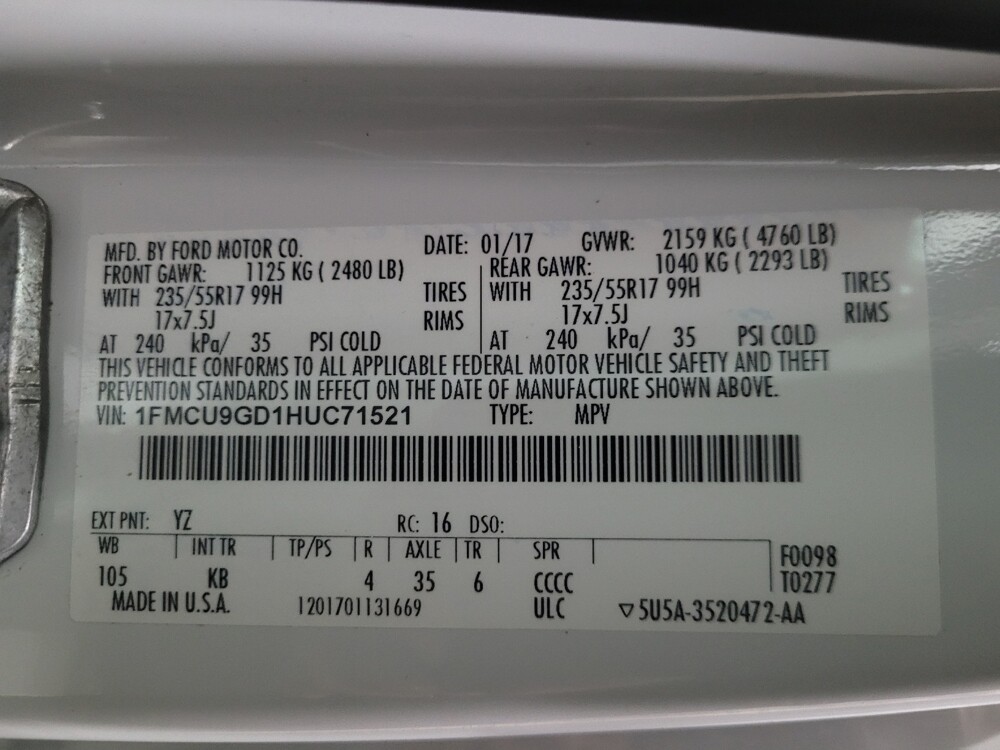 MFD. BY FORD MOTOR CO. DATE: 01/17 GVWR: 2159 KG ( 4760 LB)
FRONT GAWR: 1125 KG ( 2480 LB) REAR GAWR: 1040 KG ( 2293 LB)
WITH 235/55R17 99H TIRES WITH 235/55R17 99H TIRES
17x7.5J RIMS 17x7.5J RIMS
AT 240 kPa/ 35 PSI COLD AT 240 kPa/ 35 PSI COLD
THIS VEHICLE CONFORMS TO ALL APPLICABLE FEDERAL MOTOR VEHICLE SAFETY AND THEFT
PREVENTION STANDARDS IN EFFECT ON THE DATE OF MANUFACTURE SHOWN ABOVE.
VIN: 1FMCU9GD1HUC71521 TYPE: MPV
EXT PNT: YZ RC: 16 DSO:
WB INT TR TP/PS R AXLE TR SPR F0098
105 KB 4 35 6 CCCC T0277
MADE IN U.S.A. 1201701131669 ULC ▽5U5A-3520472-AA